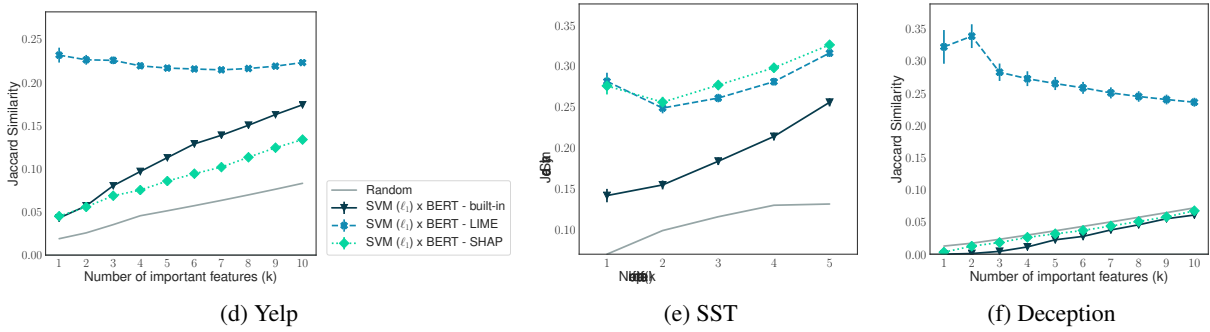 Jaccard Similarity
0.25
0.20
0.15
0.10
0.05
0.00
1 2 3 4 5 6 7 8 9 10
Number of important features (k)
(d) Yelp
Random
SVM (ℓ₁) x BERT - built-in
SVM (ℓ₁) x BERT - LIME
SVM (ℓ₁) x BERT - SHAP
0.35
0.30
0.25
0.20
0.15
0.10
1 2 3 4 5
(e) SST
Jaccard Similarity
0.35
0.30
0.25
0.20
0.15
0.10
0.05
0.00
1 2 3 4 5 6 7 8 9 10
Number of important features (k)
(f) Deception